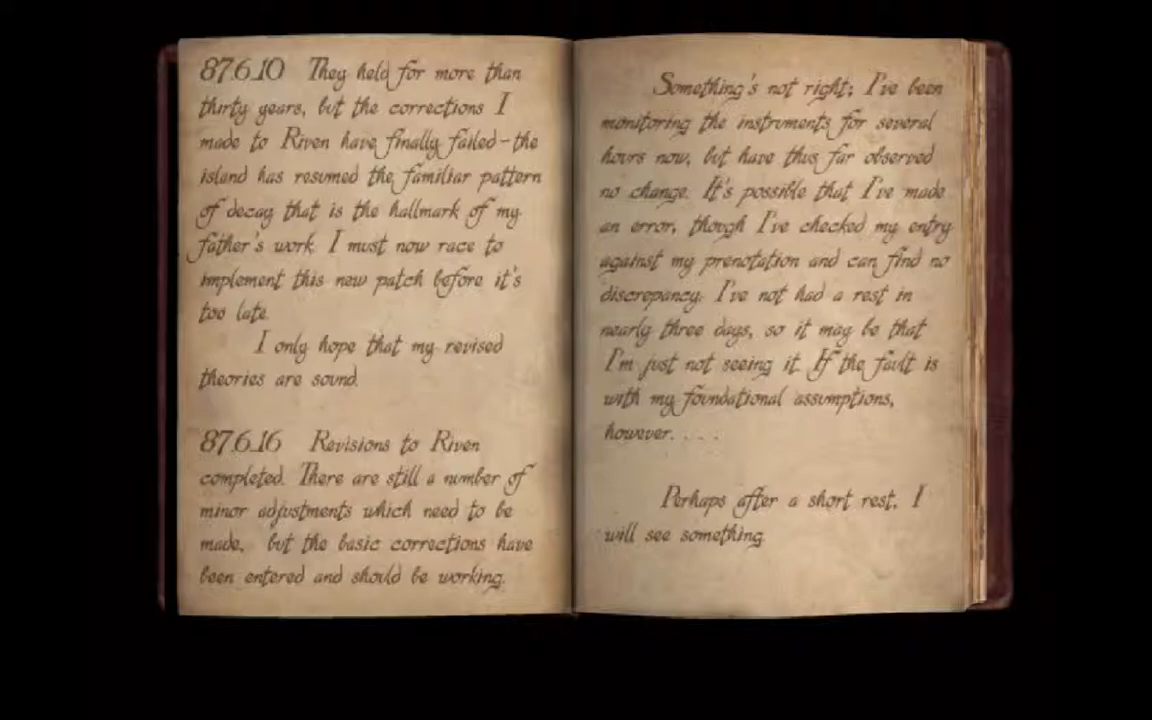 87.6.10 They held for more than
thirty years, but the corrections I
made to Riven have finally failed–the
island has resumed the familiar pattern
of decay that is the hallmark of my
father's work. I must now race to
implement this new patch before it's
too late.
I only hope that my revised
theories are sound.
87.6.16 Revisions to Riven
completed. There are still a number of
minor adjustments which need to be
made, but the basic corrections have
been entered and should be working.
Something's not right; I've been
monitoring the instruments for several
hours now, but have thus far observed
no change. It's possible that I've made
an error, though I've checked my entry
against my prenotation and can find no
discrepancy. I've not had a rest in
nearly three days, so it may be that
I'm just not seeing it. If the fault is
with my foundational assumptions,
however. . . .
Perhaps after a short rest, I
will see something.